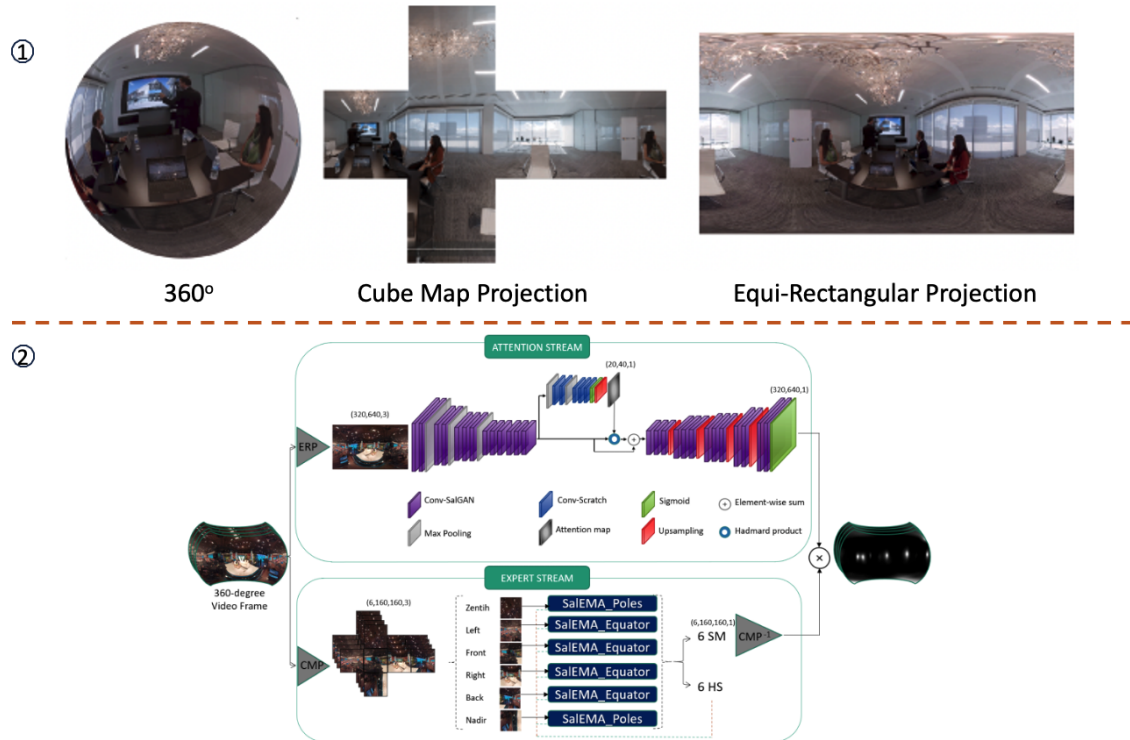 ①
360º
Cube Map Projection
Equi-Rectangular Projection
②
ATTENTION STREAM
(20,40,1)
(320,640,1)
(320,640,3)
ERP
Conv-SalGAN
Conv-Scratch
Sigmoid
Element-wise sum
Max Pooling
Attention map
Upsampling
Hadmard product
360-degree
Video Frame
EXPERT STREAM
(6,160,160,3)
CMP
Zentih
SalEMA_Poles
Left
SalEMA_Equator
Front
SalEMA_Equator
Right
SalEMA_Equator
Back
SalEMA_Equator
Nadir
SalEMA_Poles
(6,160,160,1)
6 SM
CMP⁻¹
6 HS